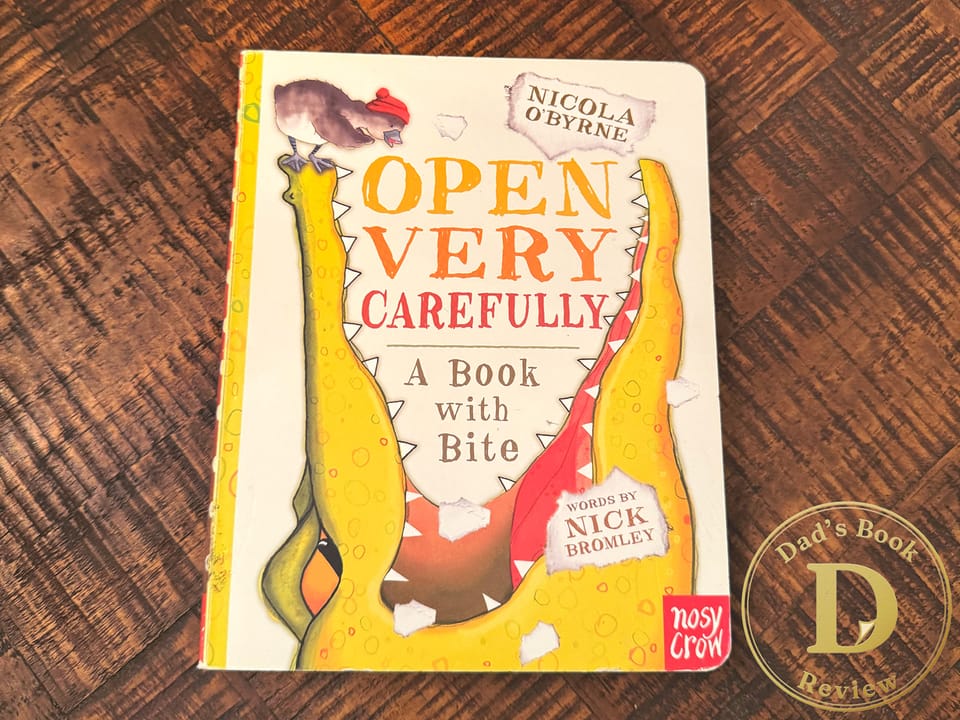 NICOLA
O'BYRNE
OPEN
VERY
CAREFULLY
A Book
with
Bite
WORDS BY
NICK
BROMLEY
nosy
crow
Dad's Book
D
Review